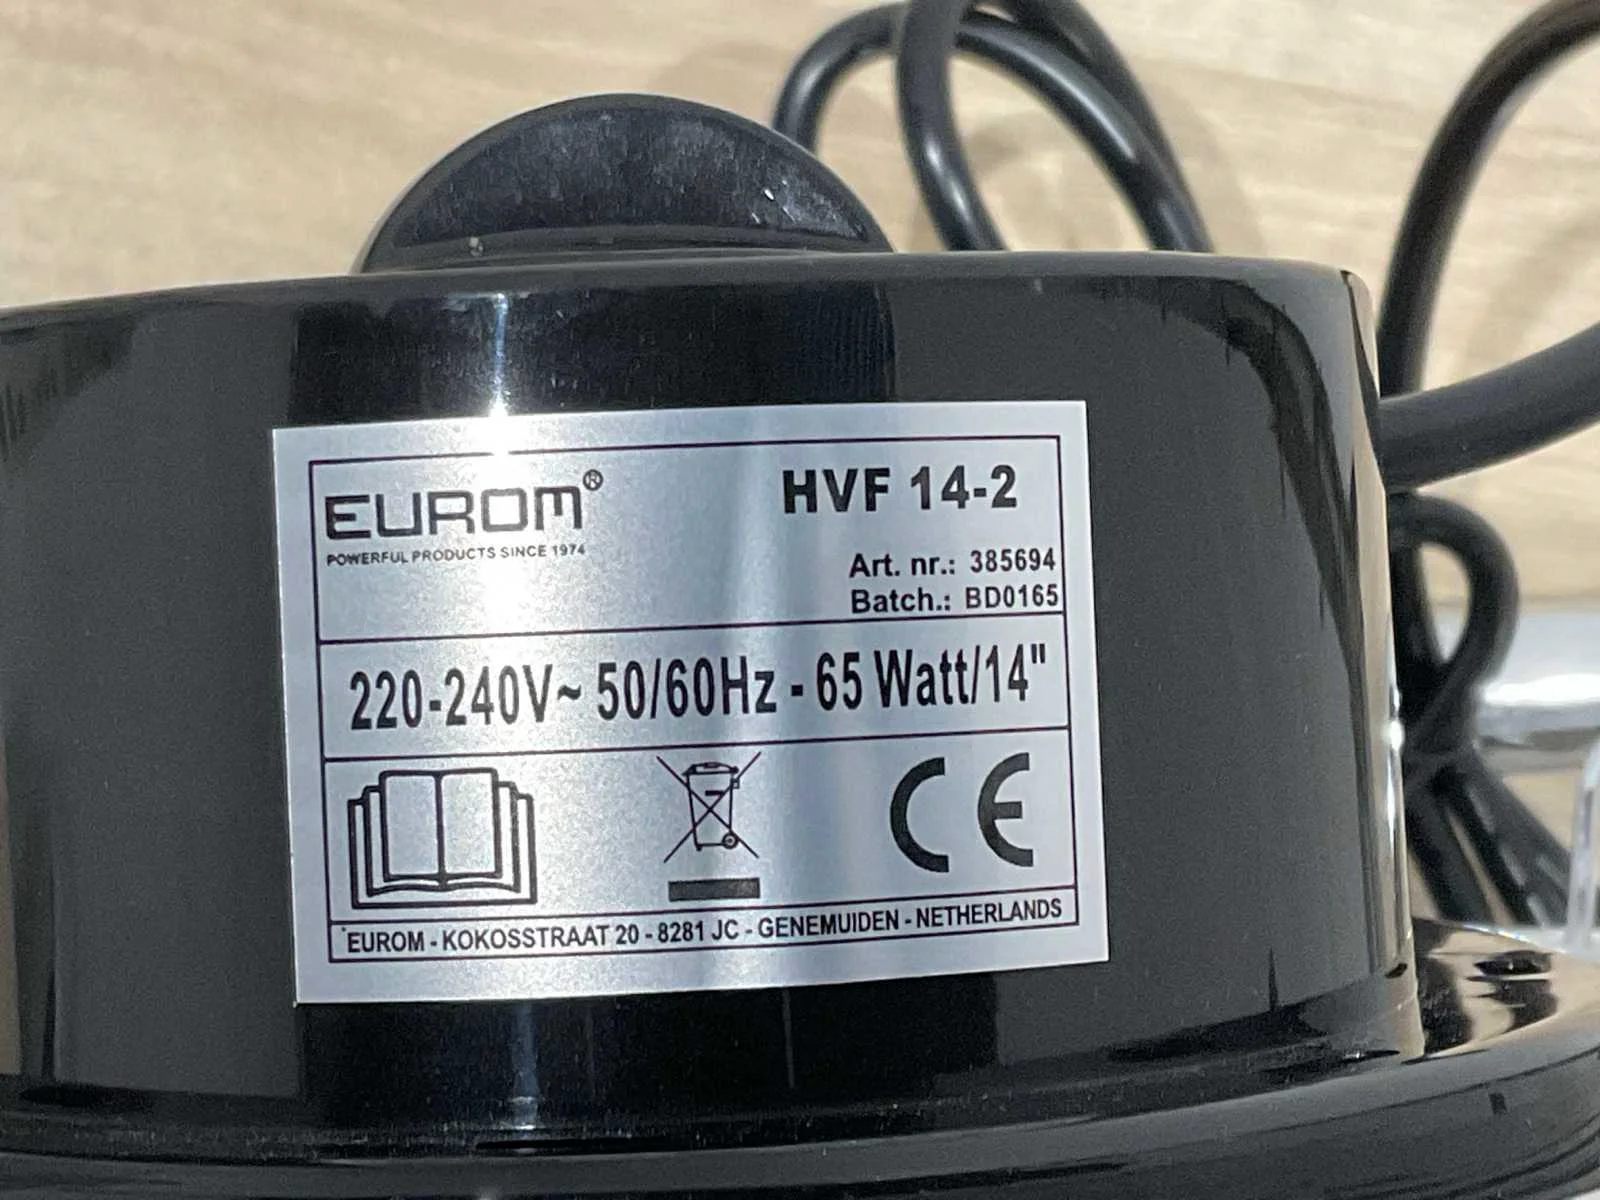 EUROM®
POWERFUL PRODUCTS SINCE 1974
HVF 14-2
Art. nr.: 385694
Batch.: BD0165
220-240V~ 50/60Hz - 65 Watt/14"
CE
EUROM - KOKOSSTRAAT 20 - 8281 JC - GENEMUIDEN - NETHERLANDS